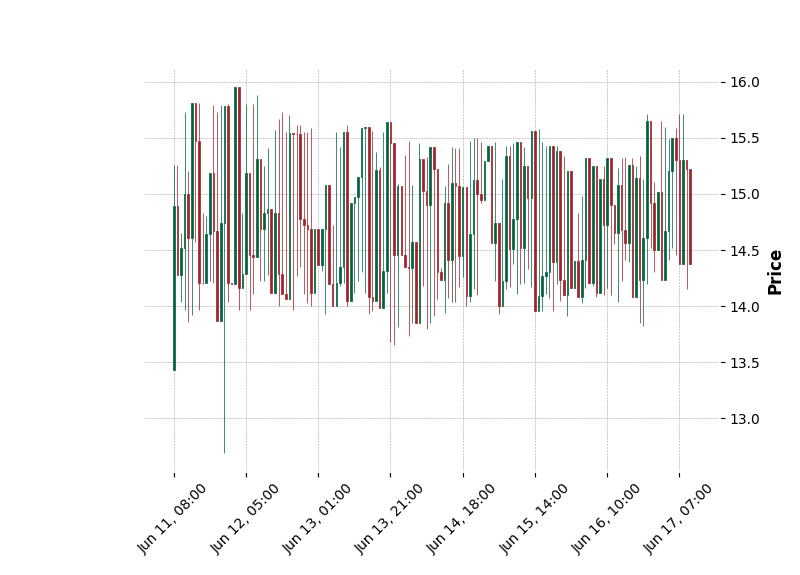 16.0
15.5
15.0
14.5
14.0
13.5
13.0
Price
Jun 11, 08:00
Jun 12, 05:00
Jun 13, 01:00
Jun 13, 21:00
Jun 14, 18:00
Jun 15, 14:00
Jun 16, 10:00
Jun 17, 07:00